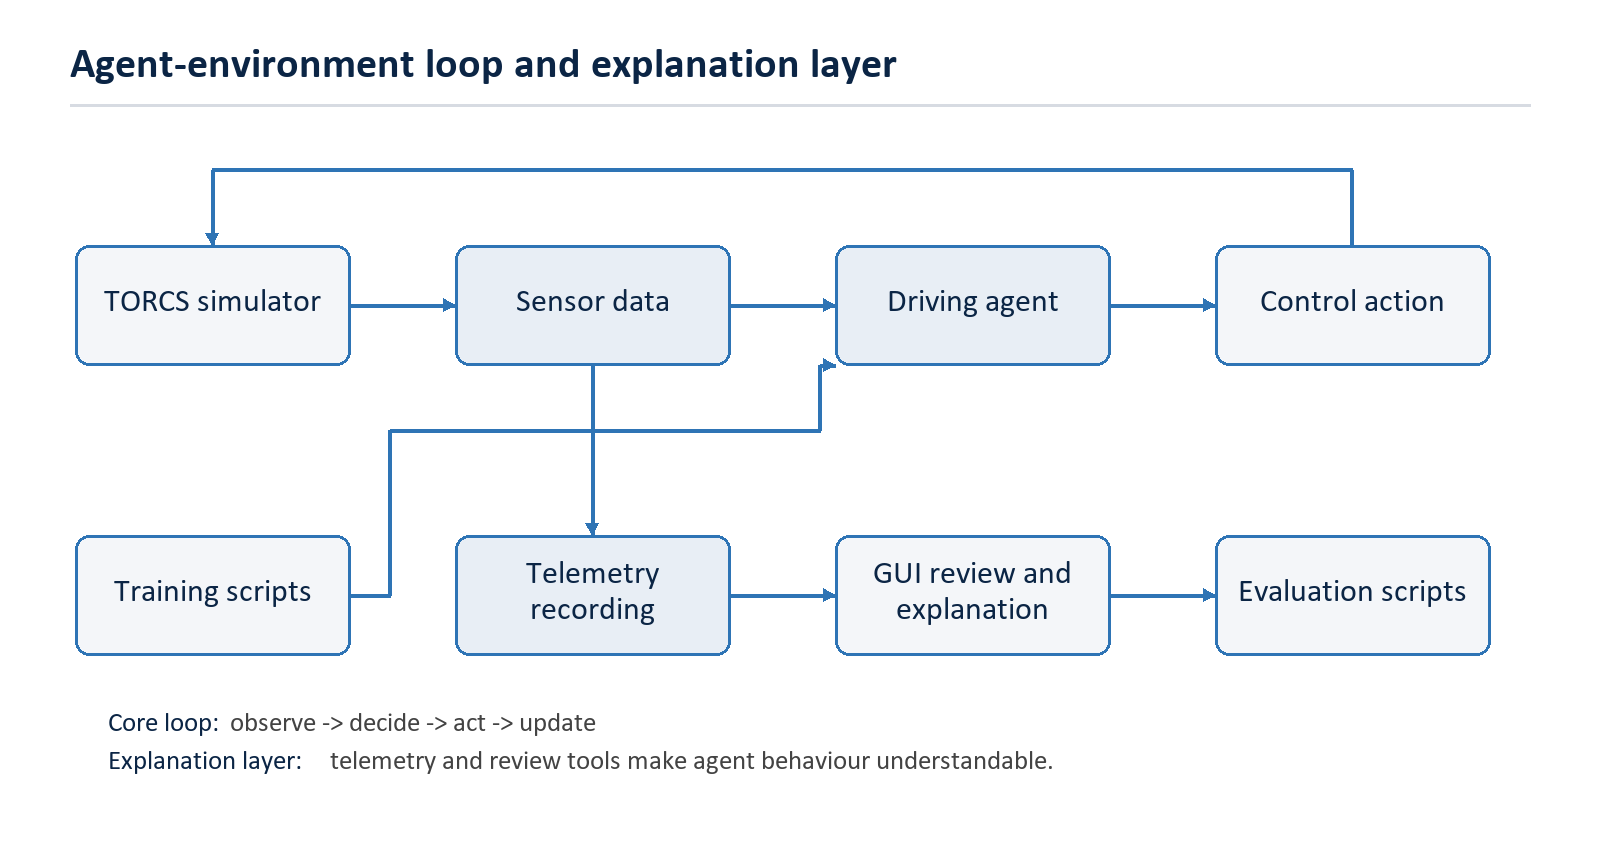 Agent-environment loop and explanation layer
TORCS simulator
Sensor data
Driving agent
Control action
Training scripts
Telemetry
recording
GUI review and
explanation
Evaluation scripts
Core loop: observe -> decide -> act -> update
Explanation layer: telemetry and review tools make agent behaviour understandable.